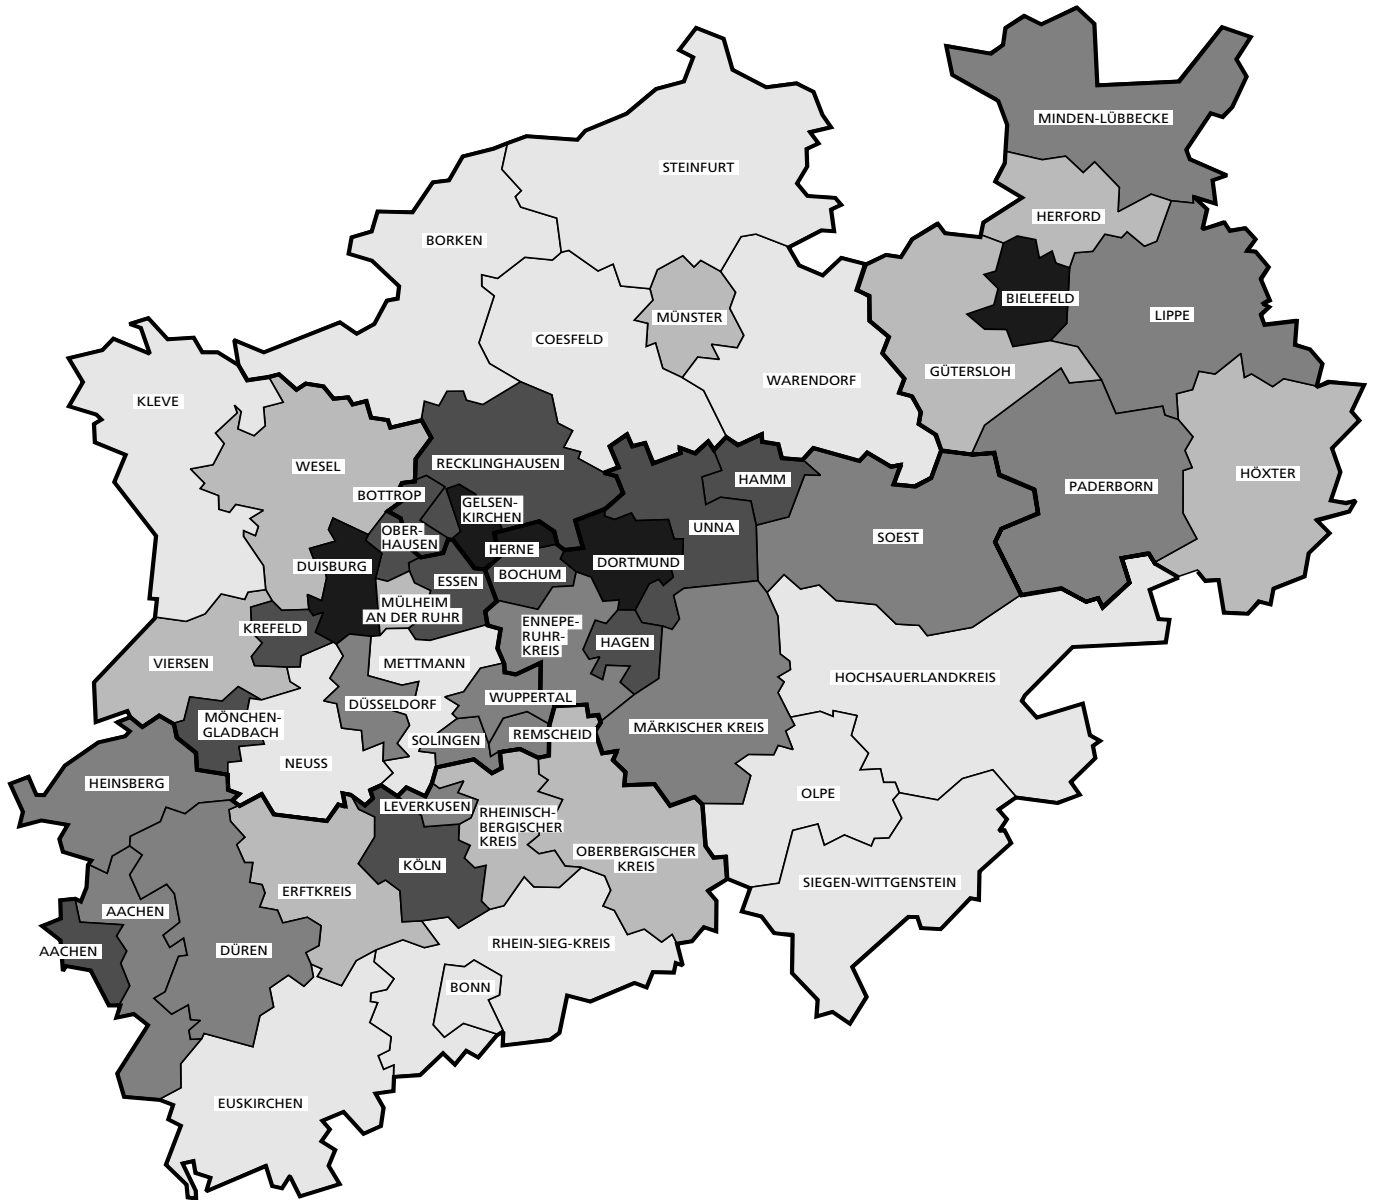 MINDEN-LÜBBECKE
STEINFURT
HERFORD
BORKEN
BIELEFELD
LIPPE
MÜNSTER
COESFELD
GÜTERSLOH
WARENDORF
KLEVE
WESEL
RECKLINGHAUSEN
HÖXTER
HAMM
PADERBORN
BOTTROP
GELSEN-
KIRCHEN
UNNA
OBER-
HAUSEN
SOEST
HERNE
DORTMUND
DUISBURG
BOCHUM
ESSEN
MÜLHEIM
AN DER RUHR
KREFELD
ENNEPE-
RUHR-
KREIS
HAGEN
VIERSEN
METTMANN
HOCHSAUERLANDKREIS
WUPPERTAL
DÜSSELDORF
MÖNCHEN-
GLADBACH
MÄRKISCHER KREIS
REMSCHEID
SOLINGEN
NEUSS
HEINSBERG
OLPE
LEVERKUSEN
RHEINISCH-
BERGISCHER
KREIS
OBERBERGISCHER
KREIS
KÖLN
SIEGEN-WITTGENSTEIN
ERFTKREIS
AACHEN
RHEIN-SIEG-KREIS
AACHEN
DÜREN
BONN
EUSKIRCHEN